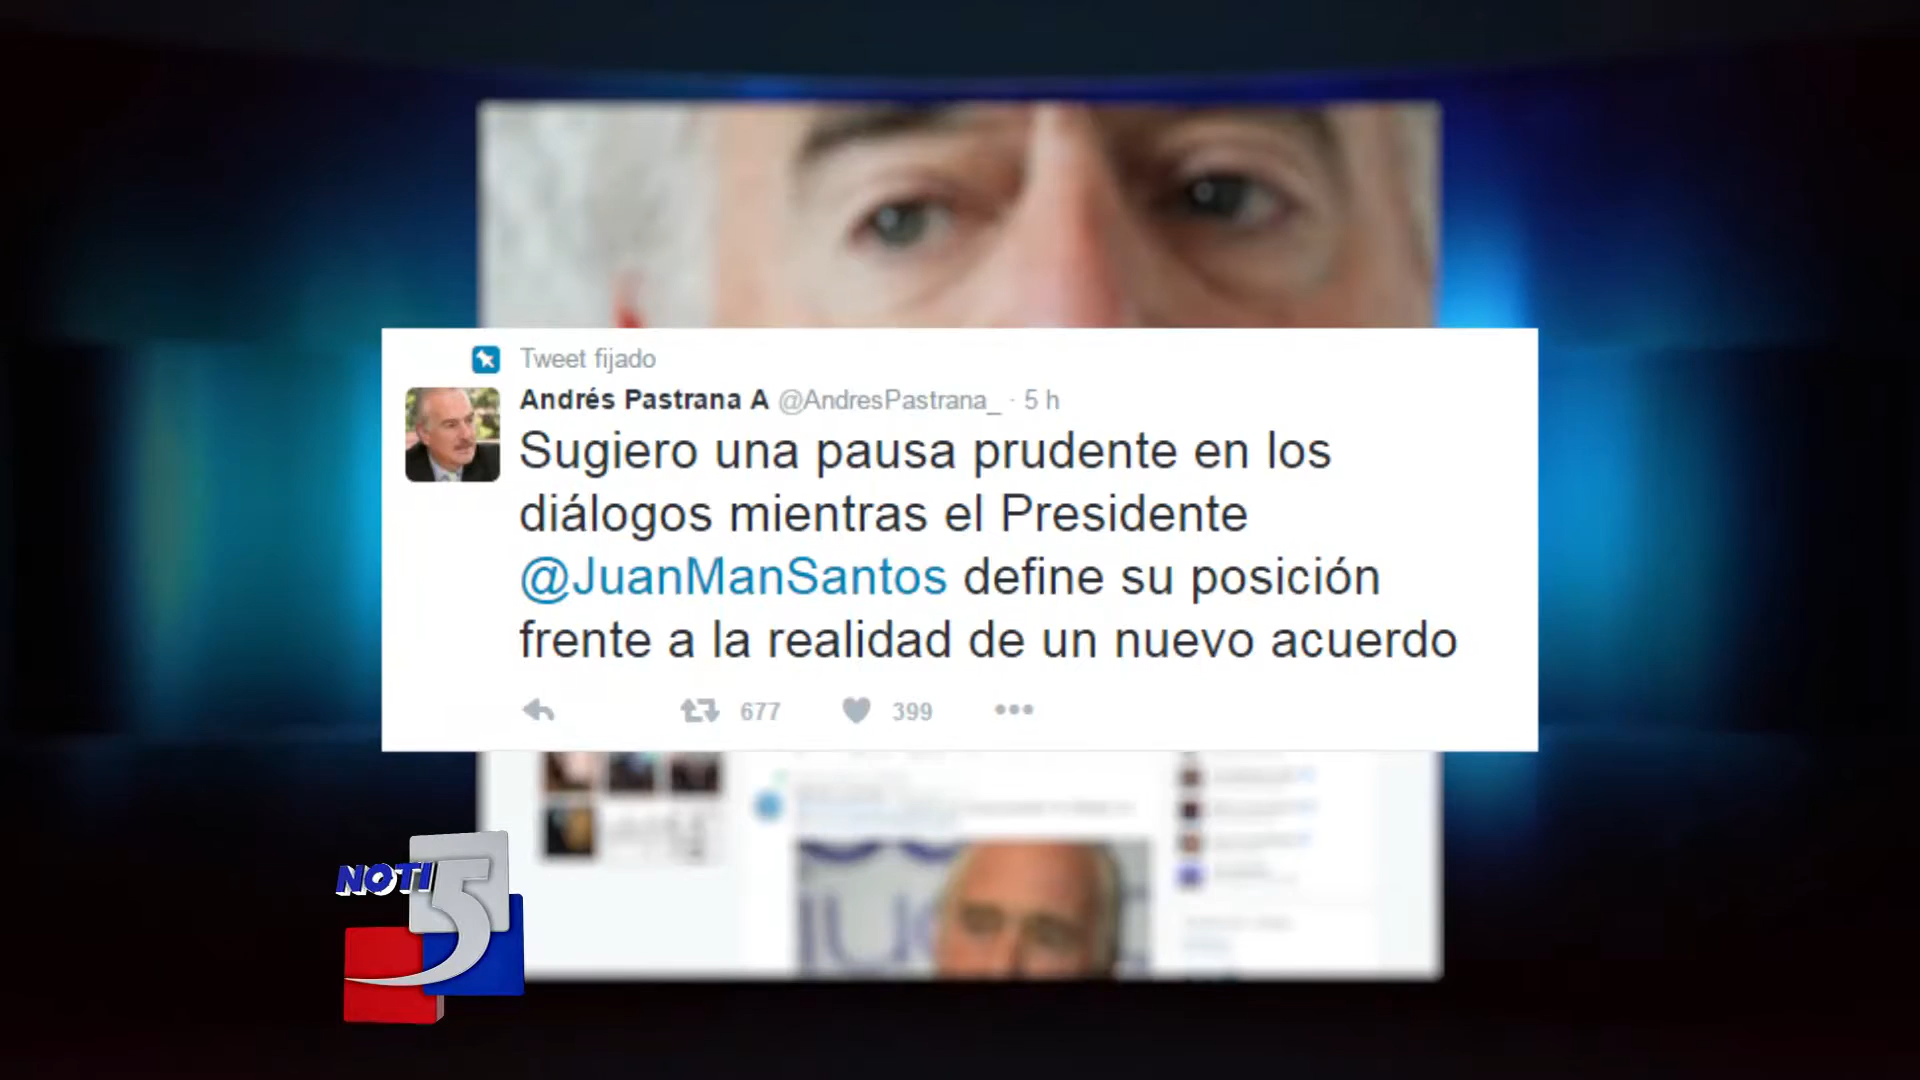 Tweet fijado
Andrés Pastrana A @AndresPastrana_ · 5 h
Sugiero una pausa prudente en los
diálogos mientras el Presidente
@JuanManSantos define su posición
frente a la realidad de un nuevo acuerdo
677 399
NOTI 5